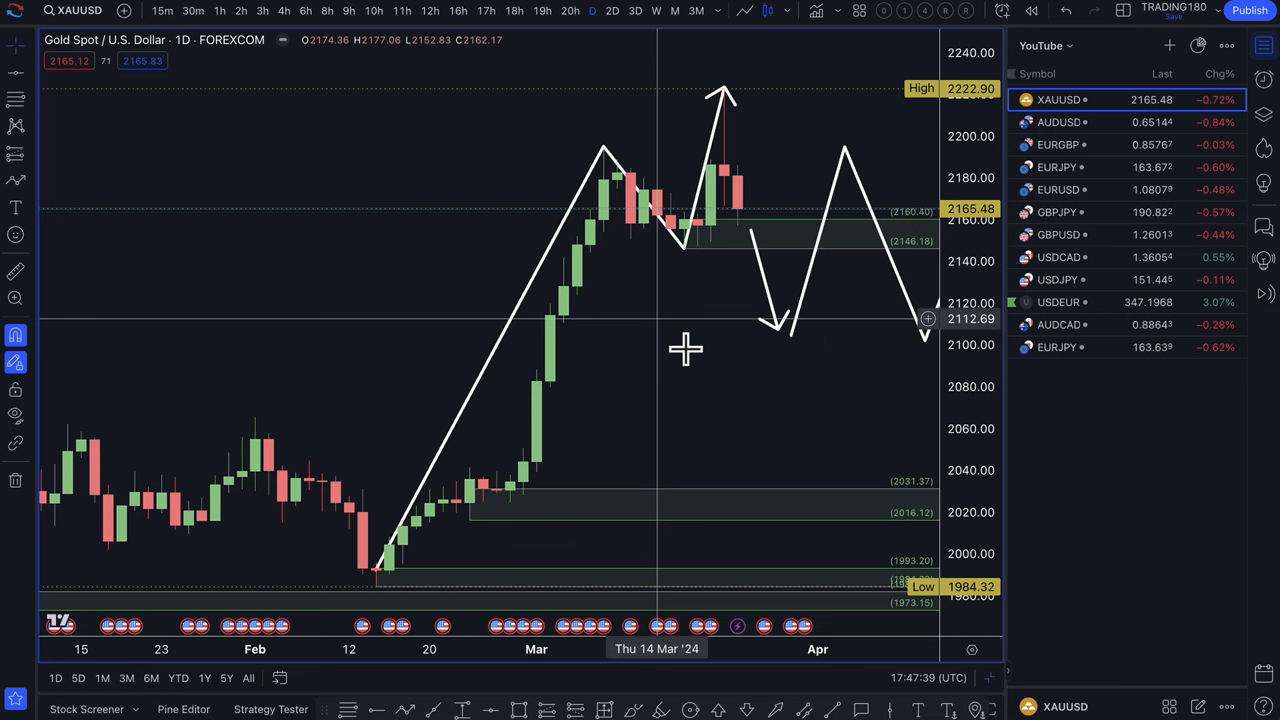 XAUUSD 15m 30m 1h 2h 3h 4h 6h 8h 9h 10h 11h 12h 16h 17h 18h 19h 20h D 2D 3D W M 3M 0 1 4 R R TRADING180 Save Publish
Gold Spot / U.S. Dollar · 1D · FOREXCOM O2174.36 H2177.06 L2152.83 C2162.17
2165.12 71 2165.83
2240.00
High 2222.90
2200.00
2180.00
2165.48
(2160.40)
2160.00
(2146.18)
2140.00
2120.00
2112.69
2100.00
2080.00
2060.00
2040.00
(2031.37)
2020.00
(2016.12)
2000.00
(1993.20)
Low 1984.32
1980.00
(1973.15)
15 23 Feb 12 20 Mar Thu 14 Mar '24 Apr
1D 5D 1M 3M 6M YTD 1Y 5Y All 17:47:39 (UTC)
Stock Screener Pine Editor Strategy Tester
YouTube
Symbol Last Chg%
XAUUSD 2165.48 −0.72%
AUDUSD 0.65144 −0.84%
EURGBP 0.85767 −0.03%
EURJPY 163.672 −0.60%
EURUSD 1.08079 −0.48%
GBPJPY 190.822 −0.57%
GBPUSD 1.26013 −0.44%
USDCAD 1.36054 0.55%
USDJPY 151.445 −0.11%
U USDEUR 347.1968 3.07%
AUDCAD 0.88643 −0.28%
EURJPY 163.639 −0.62%
XAUUSD